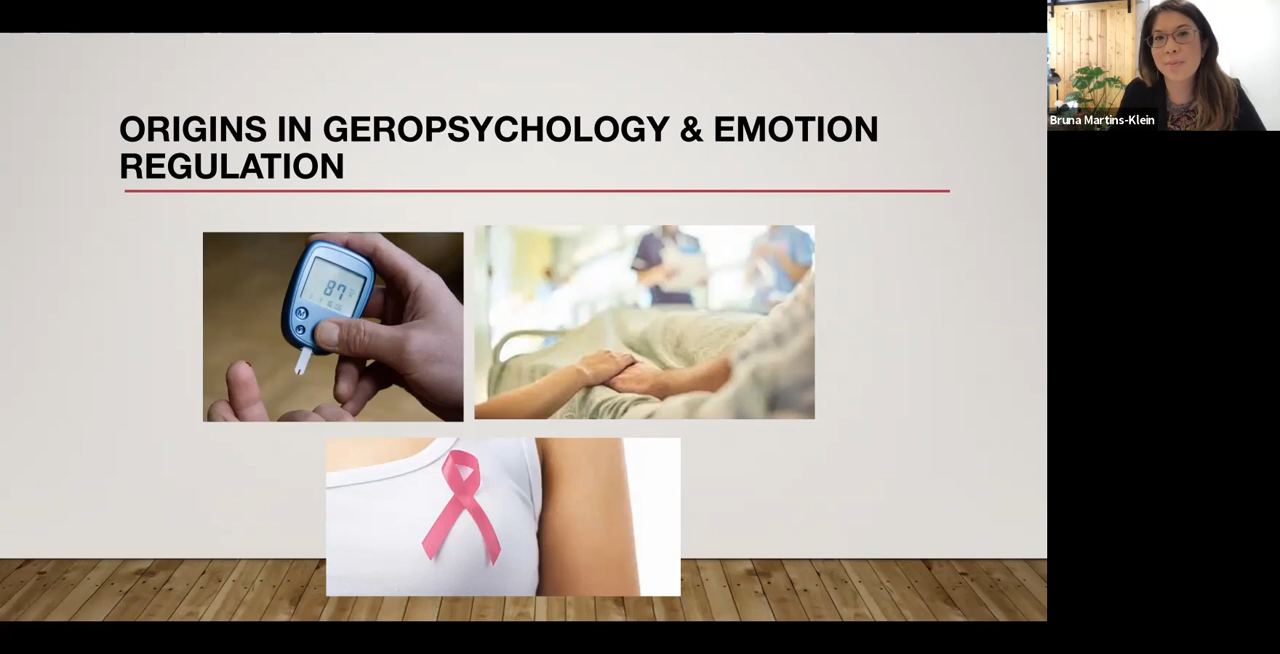 ORIGINS IN GEROPSYCHOLOGY & EMOTION
REGULATION
Bruna Martins-Klein
87
M